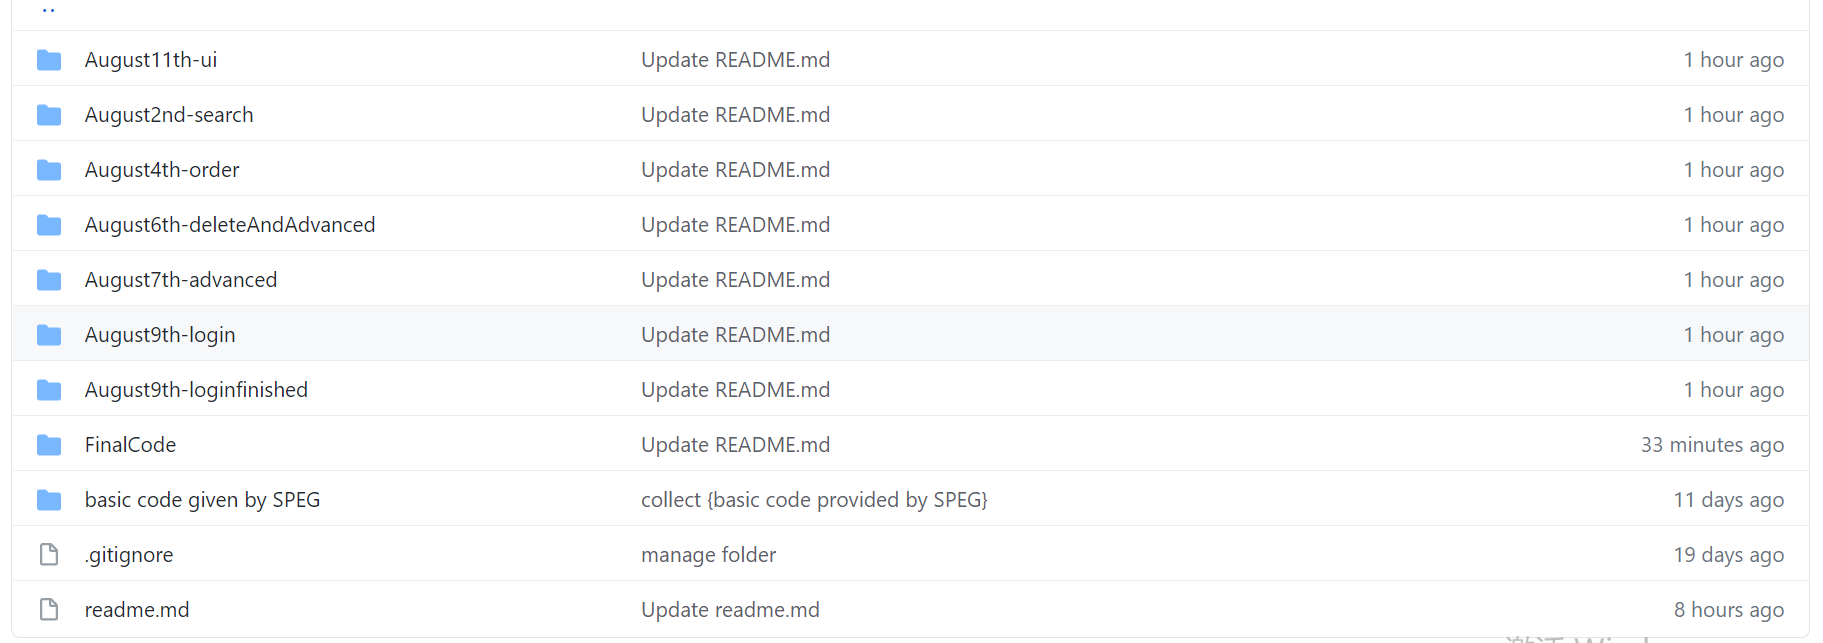 ..
August11th-ui Update README.md 1 hour ago
August2nd-search Update README.md 1 hour ago
August4th-order Update README.md 1 hour ago
August6th-deleteAndAdvanced Update README.md 1 hour ago
August7th-advanced Update README.md 1 hour ago
August9th-login Update README.md 1 hour ago
August9th-loginfinished Update README.md 1 hour ago
FinalCode Update README.md 33 minutes ago
basic code given by SPEG collect {basic code provided by SPEG} 11 days ago
.gitignore manage folder 19 days ago
readme.md Update readme.md 8 hours ago